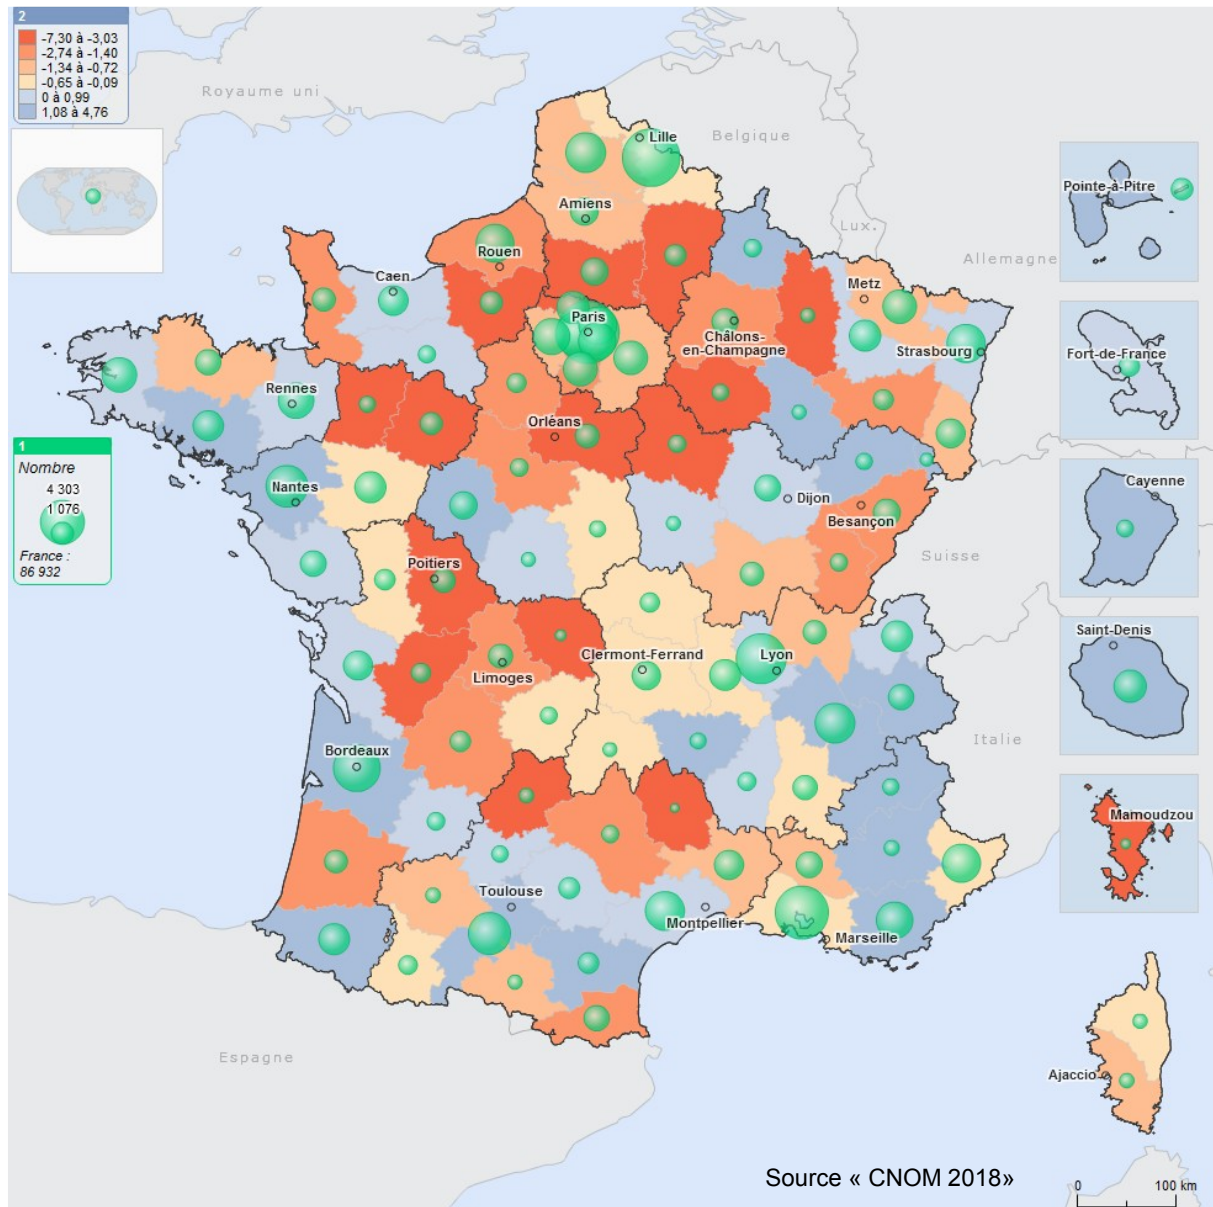 2
-7,30 à -3,03
-2,74 à -1,40
-1,34 à -0,72
-0,65 à -0,09
0 à 0,99
1,08 à 4,76
Royaume uni
Lille
Belgique
Pointe-à-Pitre
Amiens
Lux.
Rouen
Allemagne
Caen
Metz
Paris
Châlons-
en-Champagne
Strasbourg
Fort-de-France
Rennes
Orléans
1
Nombre
4 303
1 076
France :
86 932
Nantes
Dijon
Besançon
Cayenne
Suisse
Poitiers
Saint-Denis
Clermont-Ferrand
Lyon
Limoges
Italie
Bordeaux
Mamoudzou
Toulouse
Montpellier
Marseille
Espagne
Ajaccio
Source « CNOM 2018»
0 100 km